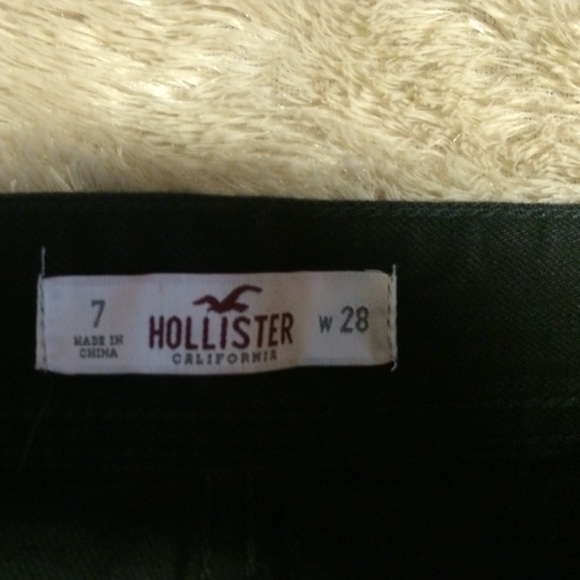 7
MADE IN
CHINA
HOLLISTER
CALIFORNIA
W 28